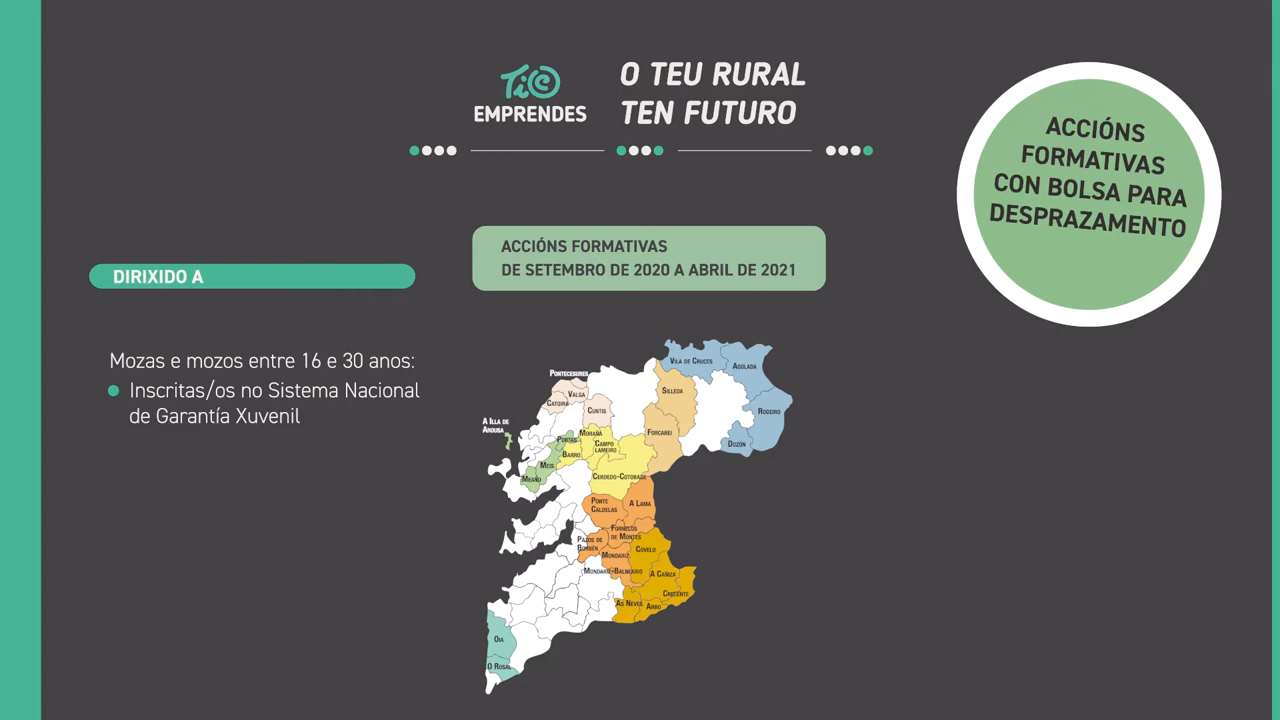 TiCO
EMPRENDES
O TEU RURAL
TEN FUTURO
ACCIÓNS
FORMATIVAS
CON BOLSA PARA
DESPRAZAMENTO
ACCIÓNS FORMATIVAS
DE SETEMBRO DE 2020 A ABRIL DE 2021
DIRIXIDO A
Mozas e mozos entre 16 e 30 anos:
Inscritas/os no Sistema Nacional
de Garantía Xuvenil
VILA DE CRUCES
AGOLADA
PONTECESURES
VALGA
CATOIRA
SILLEDA
CUNTIS
RODEIRO
A ILLA DE
AROUSA
MORAÑA
FORCAREI
PORTAS
CAMPO
LAMEIRO
DOZÓN
BARRO
MEIS
MEAÑO
CERDEDO-COTOBADE
PONTE
CALDELAS
A LAMA
FORNELOS
DE MONTES
PAZOS DE
BORBÉN
COVELO
MONDARIZ
MONDARIZ-BALNEARIO
A CAÑIZA
CRECENTE
AS NEVES
ARBO
OIA
O ROSAL